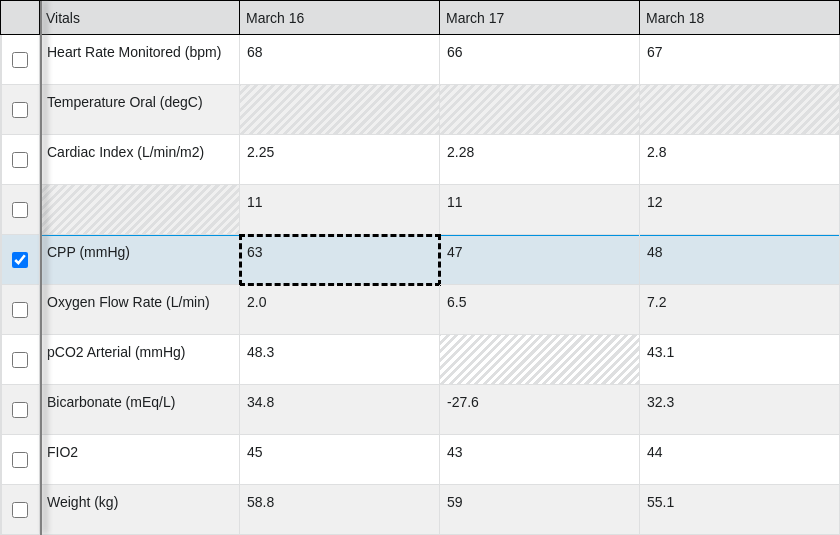 Vitals March 16 March 17 March 18
Heart Rate Monitored (bpm) 68 66 67
Temperature Oral (degC)
Cardiac Index (L/min/m2) 2.25 2.28 2.8
11 11 12
CPP (mmHg) 63 47 48
Oxygen Flow Rate (L/min) 2.0 6.5 7.2
pCO2 Arterial (mmHg) 48.3 43.1
Bicarbonate (mEq/L) 34.8 -27.6 32.3
FIO2 45 43 44
Weight (kg) 58.8 59 55.1